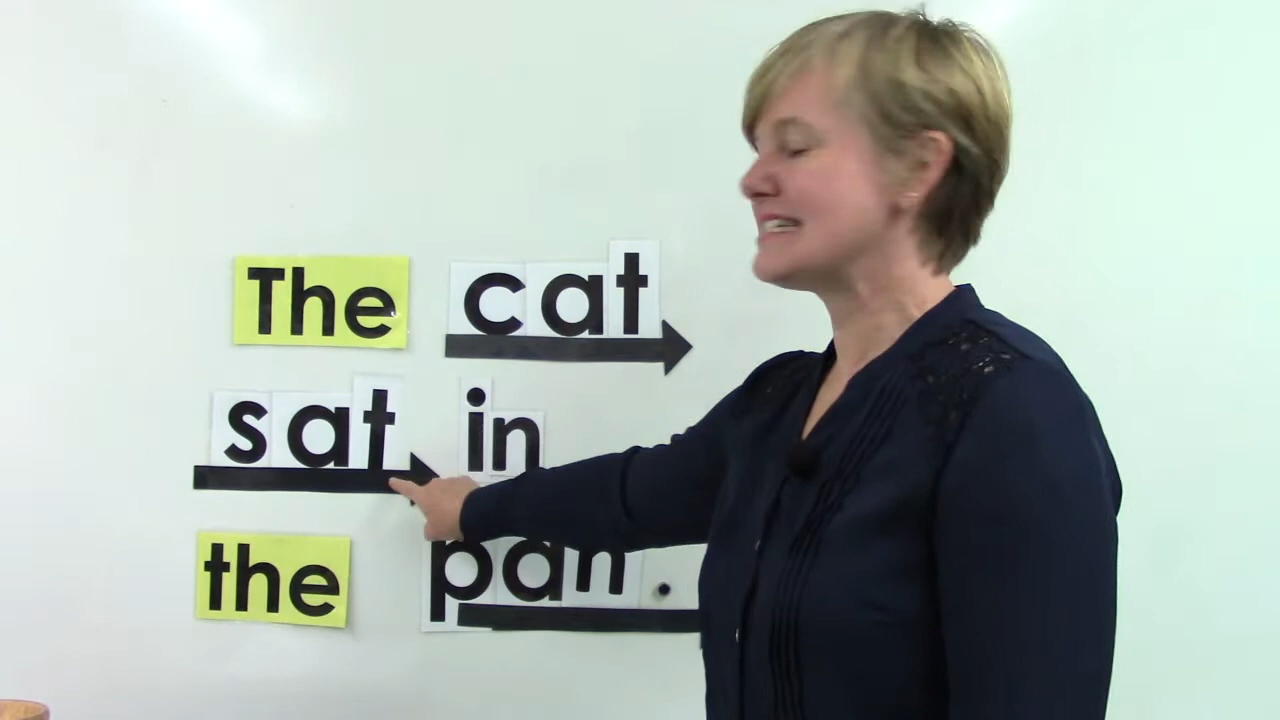 The cat
sat in
the pan.